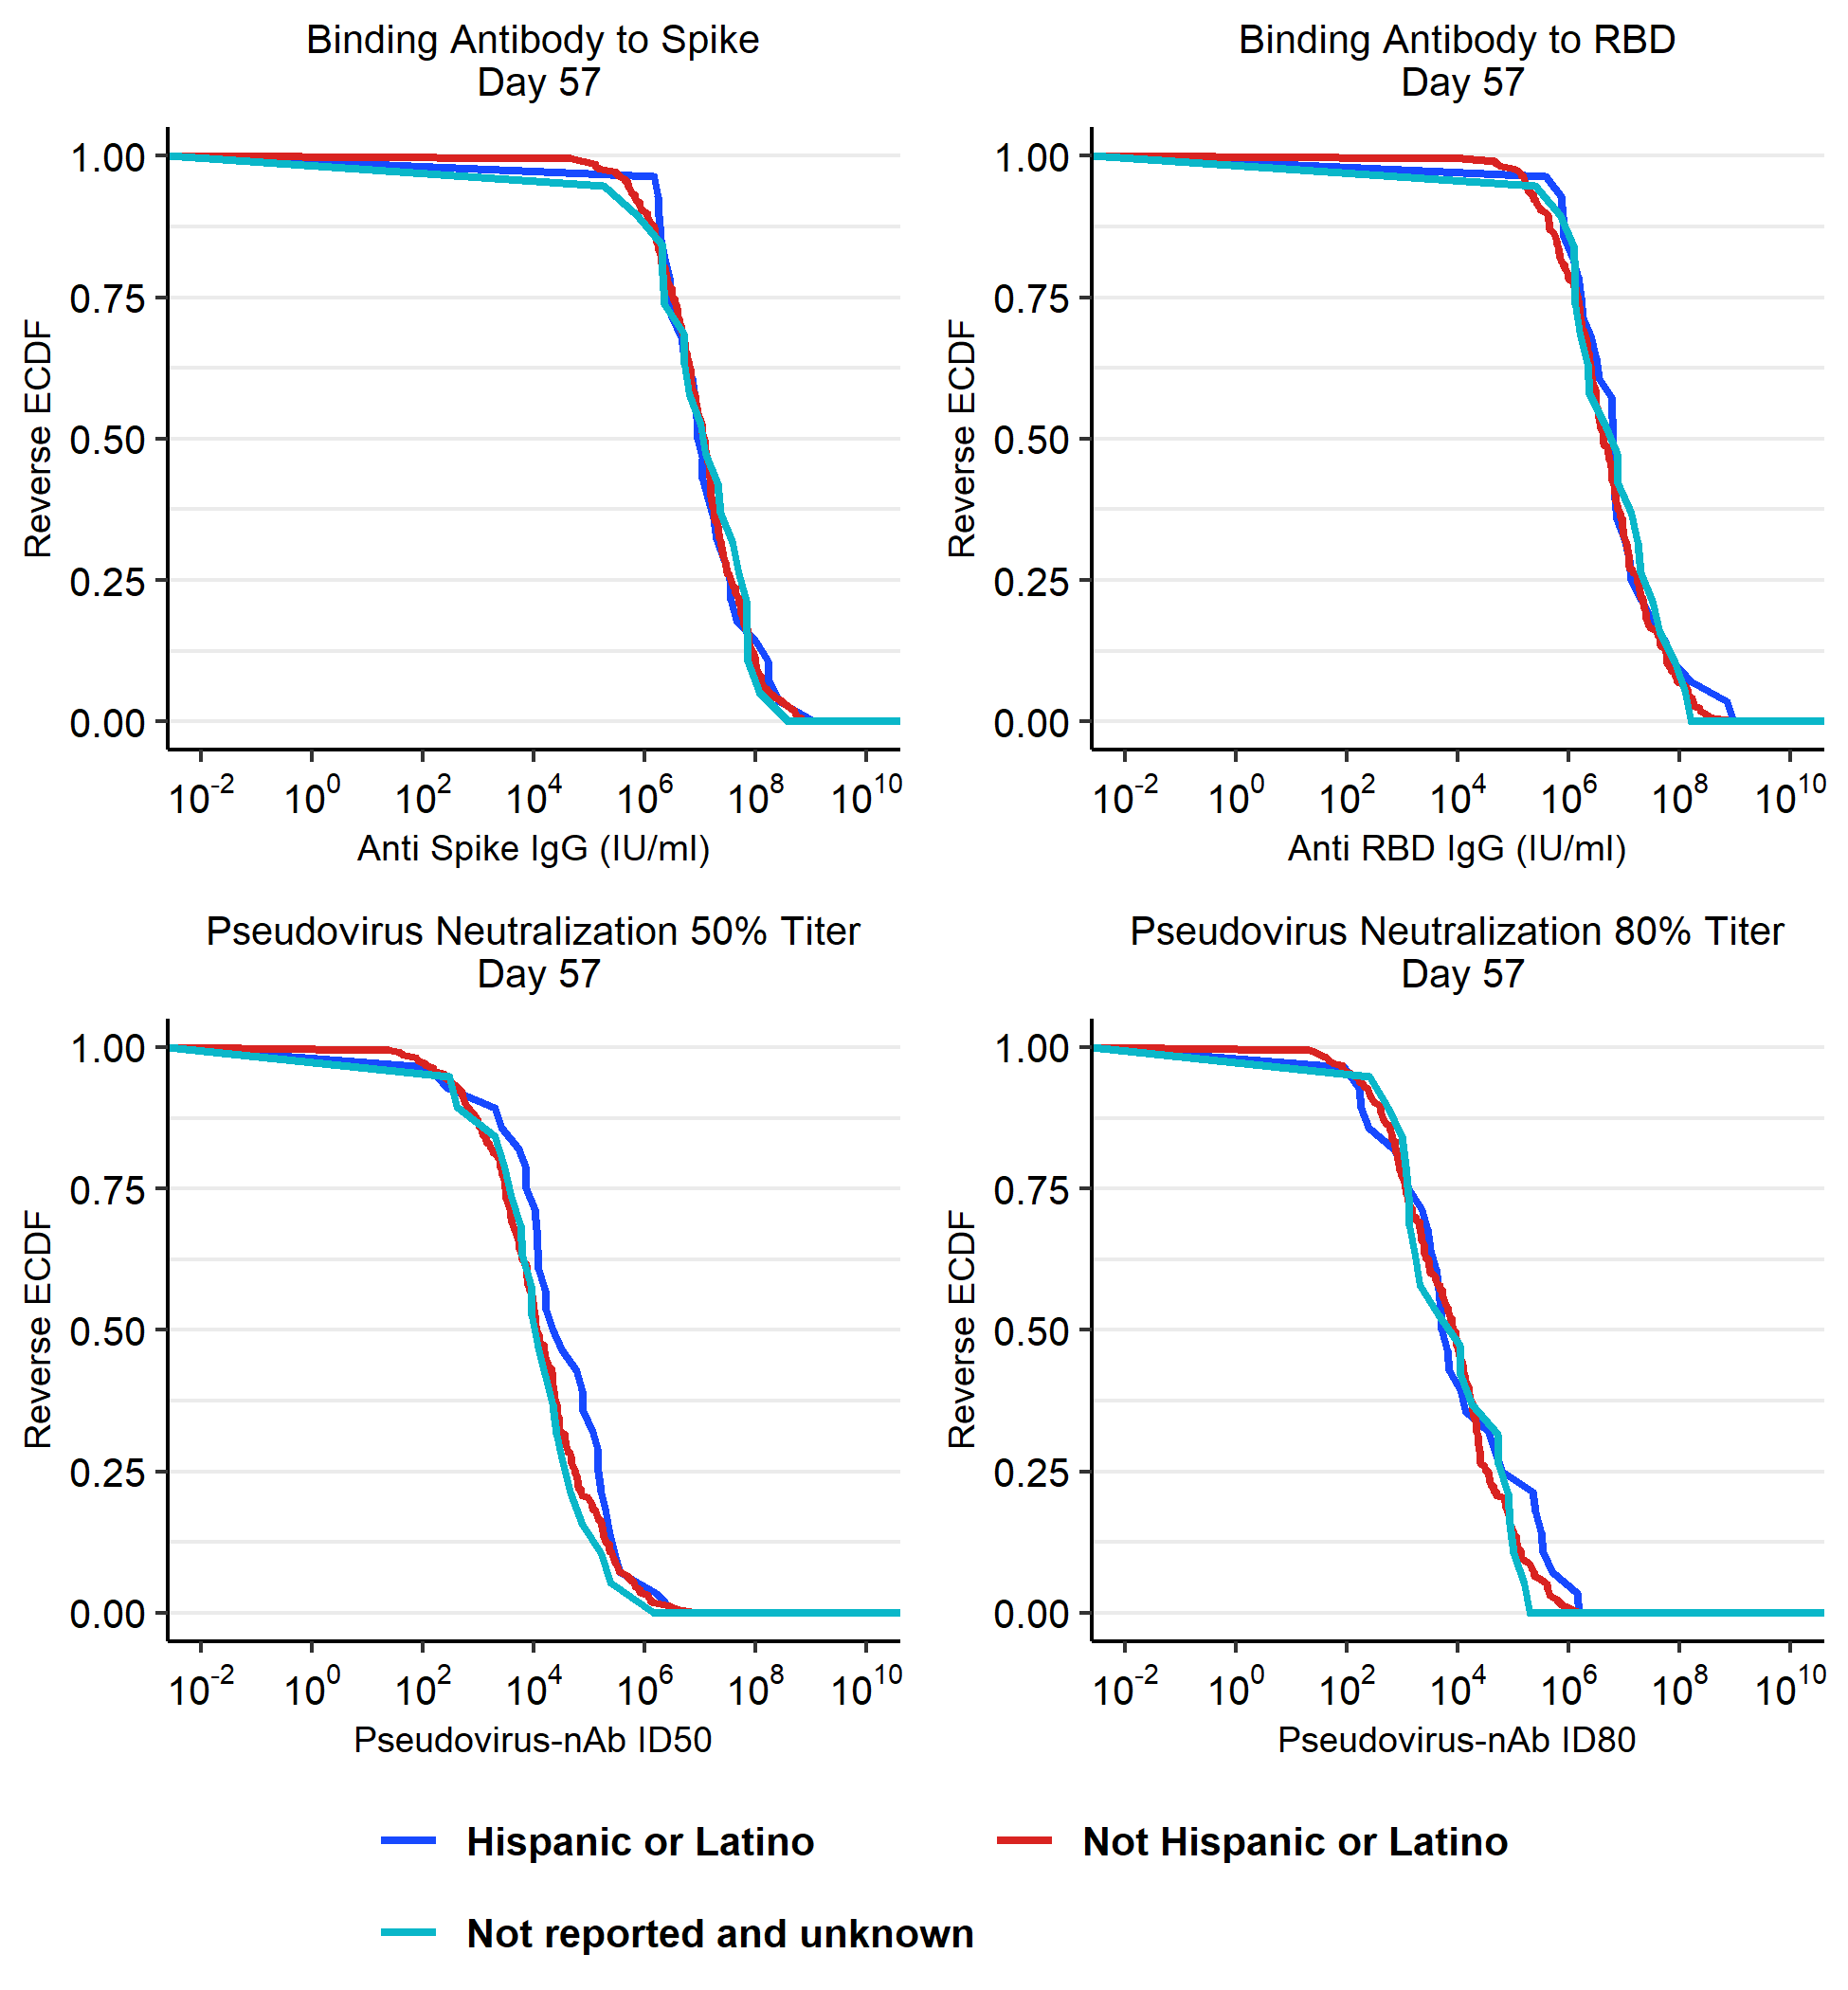 Binding Antibody to Spike
Day 57
1.00
0.75
0.50
0.25
0.00
Reverse ECDF
10-2 100 102 104 106 108 1010
Anti Spike IgG (IU/ml)
Binding Antibody to RBD
Day 57
1.00
0.75
0.50
0.25
0.00
Reverse ECDF
10-2 100 102 104 106 108 1010
Anti RBD IgG (IU/ml)
Pseudovirus Neutralization 50% Titer
Day 57
1.00
0.75
0.50
0.25
0.00
Reverse ECDF
10-2 100 102 104 106 108 1010
Pseudovirus-nAb ID50
Pseudovirus Neutralization 80% Titer
Day 57
1.00
0.75
0.50
0.25
0.00
Reverse ECDF
10-2 100 102 104 106 108 1010
Pseudovirus-nAb ID80
Hispanic or Latino
Not Hispanic or Latino
Not reported and unknown